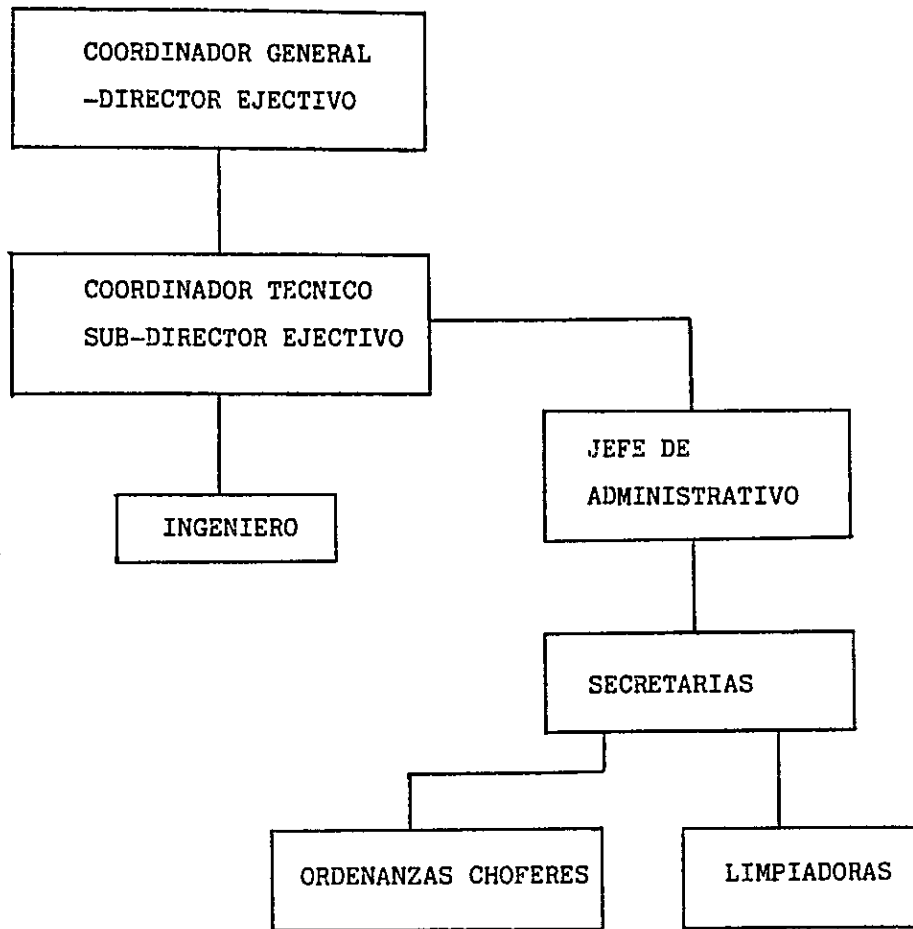 COORDINADOR GENERAL
-DIRECTOR EJECTIVO
COORDINADOR TECNICO
SUB-DIRECTOR EJECTIVO
JEFE DE
ADMINISTRATIVO
INGENIERO
SECRETARIAS
ORDENANZAS CHOFERES
LIMPIADORAS